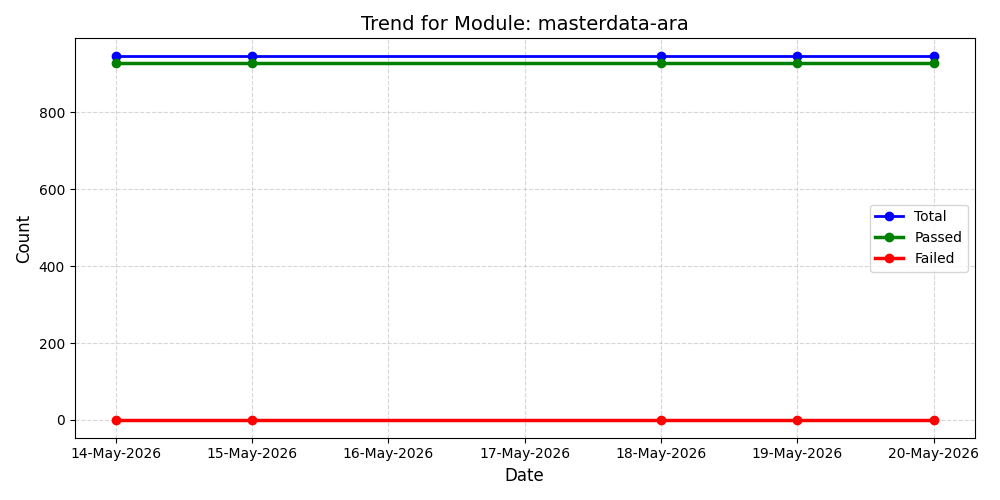 Trend for Module: masterdata-ara
Count
800
600
400
200
0
Total
Passed
Failed
14-May-2026
15-May-2026
16-May-2026
17-May-2026
18-May-2026
19-May-2026
20-May-2026
Date